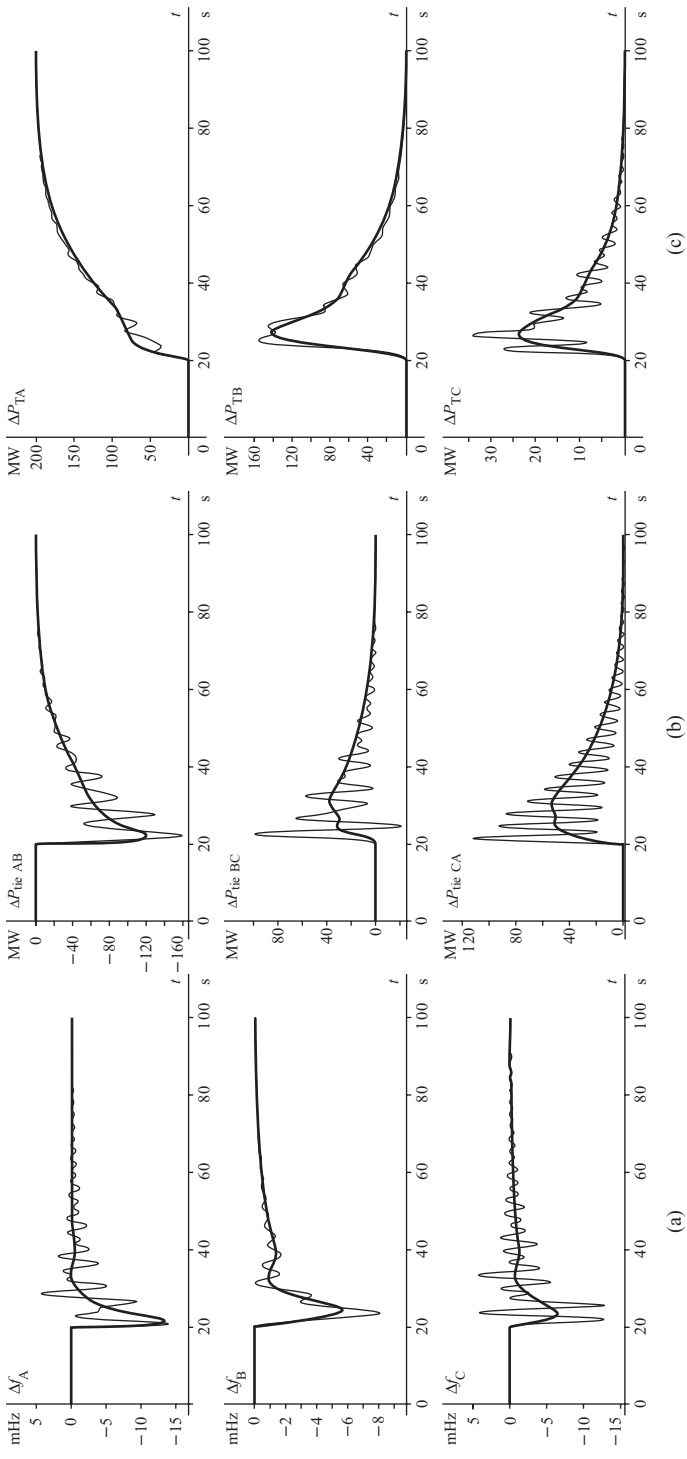 mHz
Δf_A
5
0
−5
−10
−15
0 20 40 60 80 100 t s
mHz
Δf_B
0
−2
−4
−6
−8
0 20 40 60 80 100 t s
mHz
Δf_C
5
0
−5
−10
−15
0 20 40 60 80 100 t s
(a)
MW
ΔP_tie AB
0
−40
−80
−120
−160
0 20 40 60 80 100 t s
MW
ΔP_tie BC
80
40
0
0 20 40 60 80 100 t s
MW
ΔP_tie CA
120
80
40
0
0 20 40 60 80 100 t s
(b)
MW
ΔP_TA
200
150
100
50
0 20 40 60 80 100 t s
MW
ΔP_TB
160
120
80
40
0 20 40 60 80 100 t s
MW
ΔP_TC
30
20
10
0 20 40 60 80 100 t s
(c)